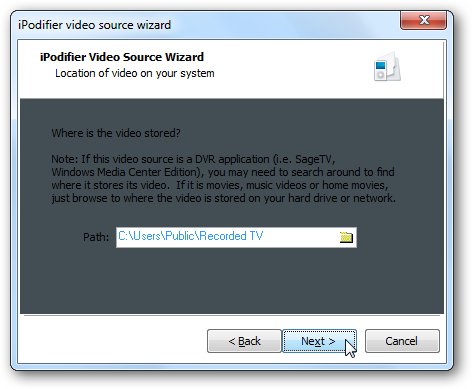 iPodifier video source wizard
iPodifier Video Source Wizard
Location of video on your system
Where is the video stored?
Note: If this video source is a DVR application (i.e. SageTV,
Windows Media Center Edition), you may need to search around to find
where it stores its video.  If it is movies, music videos or home movies,
just browse to where the video is stored on your hard drive or network.
Path: C:\Users\Public\Recorded TV
< Back Next > Cancel